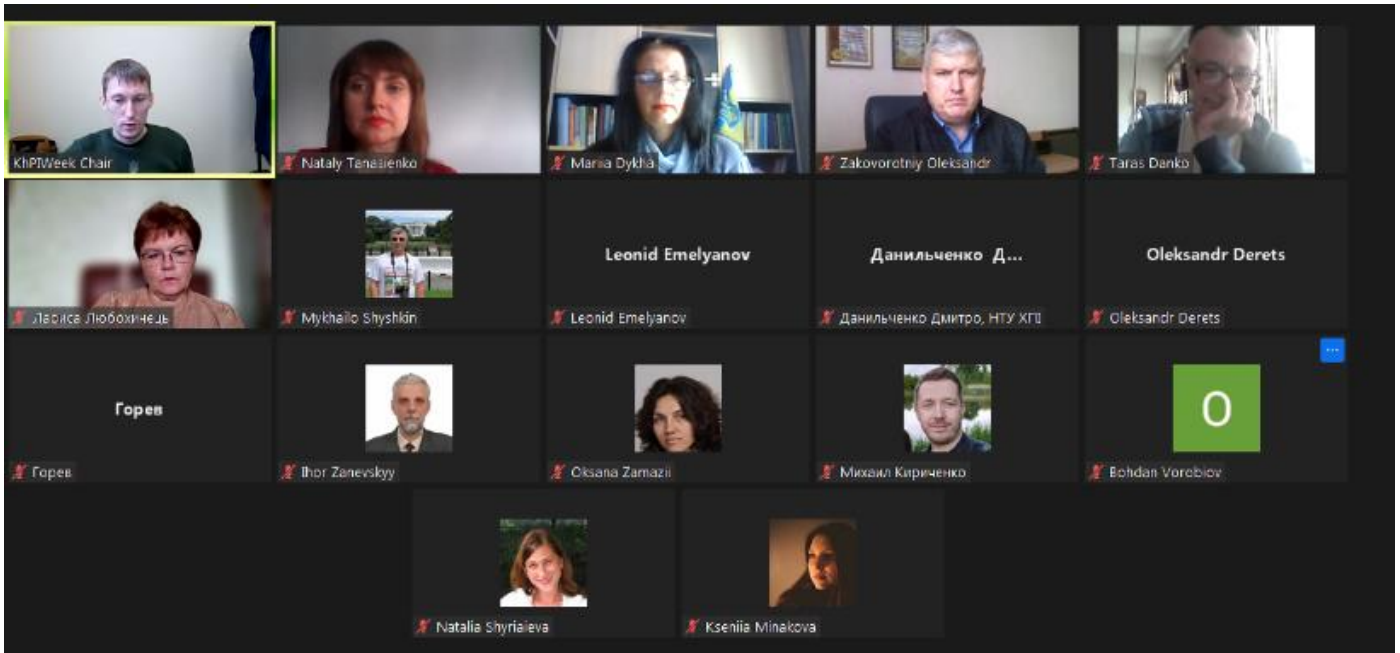 KhPIWeek Chair
Nataly Tanasienko
Mariia Dykha
Zakovorotniy Oleksandr
Taras Danko
Лариса Любохинець
Mykhailo Shyshkin
Leonid Emelyanov
Leonid Emelyanov
Данильченко Д...
Данильченко Дмитро, НТУ ХПІ
Oleksandr Derets
Oleksandr Derets
Горев
Горев
Ihor Zanevskyy
Oksana Zamazii
Михаил Кириченко
O
Bohdan Vorobiov
Natalia Shyriaieva
Kseniia Minakova